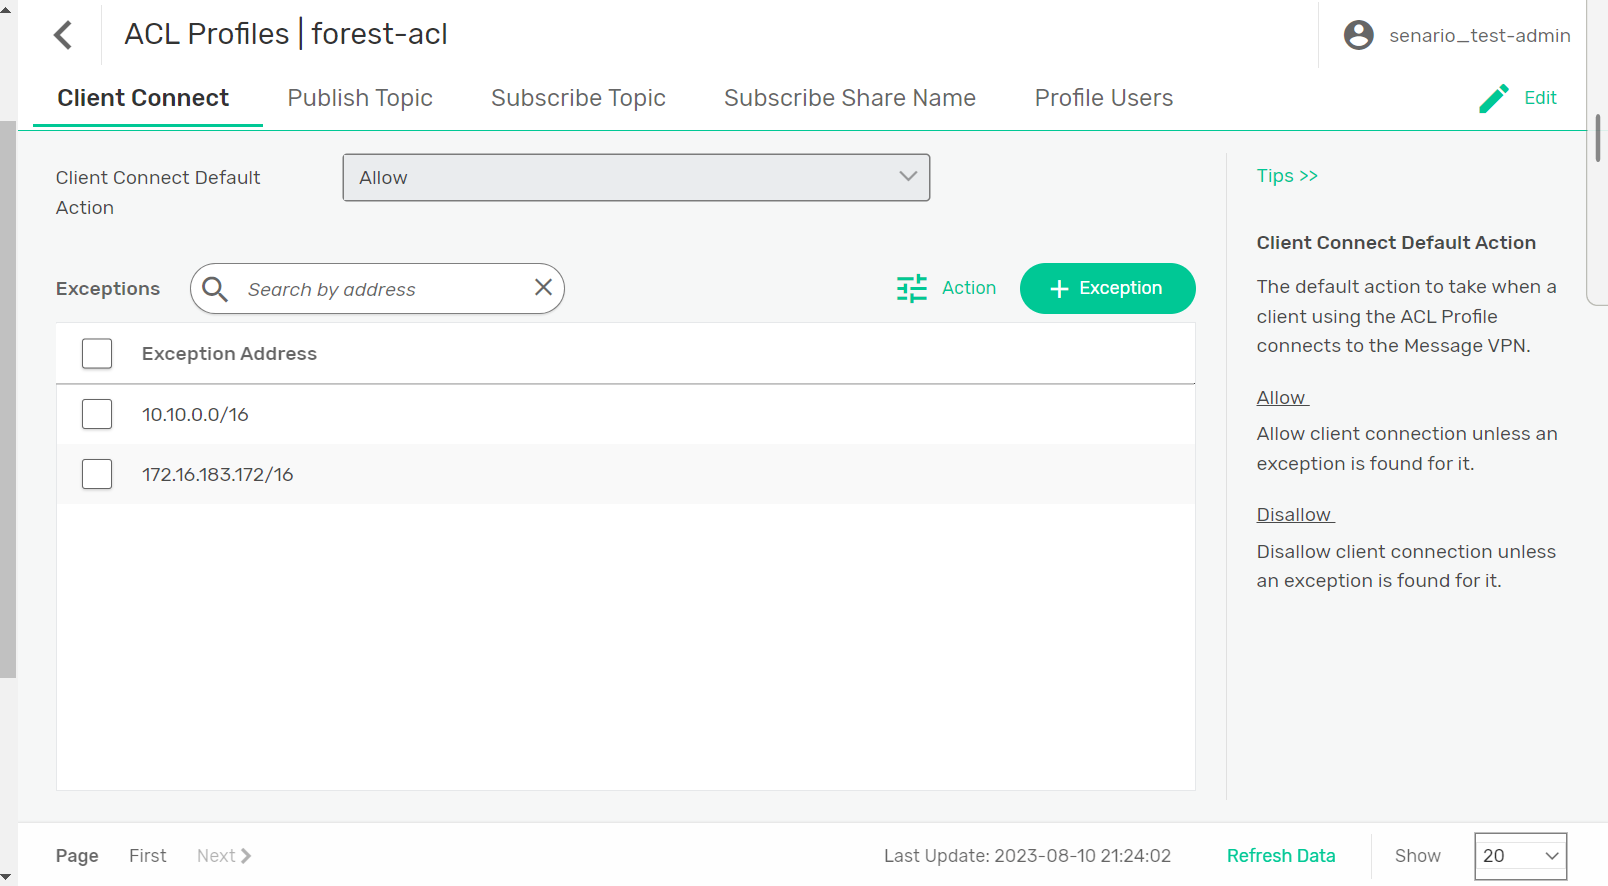 ACL Profiles | forest-acl
senario_test-admin
Client Connect
Publish Topic
Subscribe Topic
Subscribe Share Name
Profile Users
Edit
Client Connect Default
Action
Allow
Exceptions
Search by address
Action
Exception
Exception Address
10.10.0.0/16
172.16.183.172/16
Tips >>
Client Connect Default Action
The default action to take when a
client using the ACL Profile
connects to the Message VPN.
Allow
Allow client connection unless an
exception is found for it.
Disallow
Disallow client connection unless
an exception is found for it.
Page
First
Next
Last Update: 2023-08-10 21:24:02
Refresh Data
Show
20